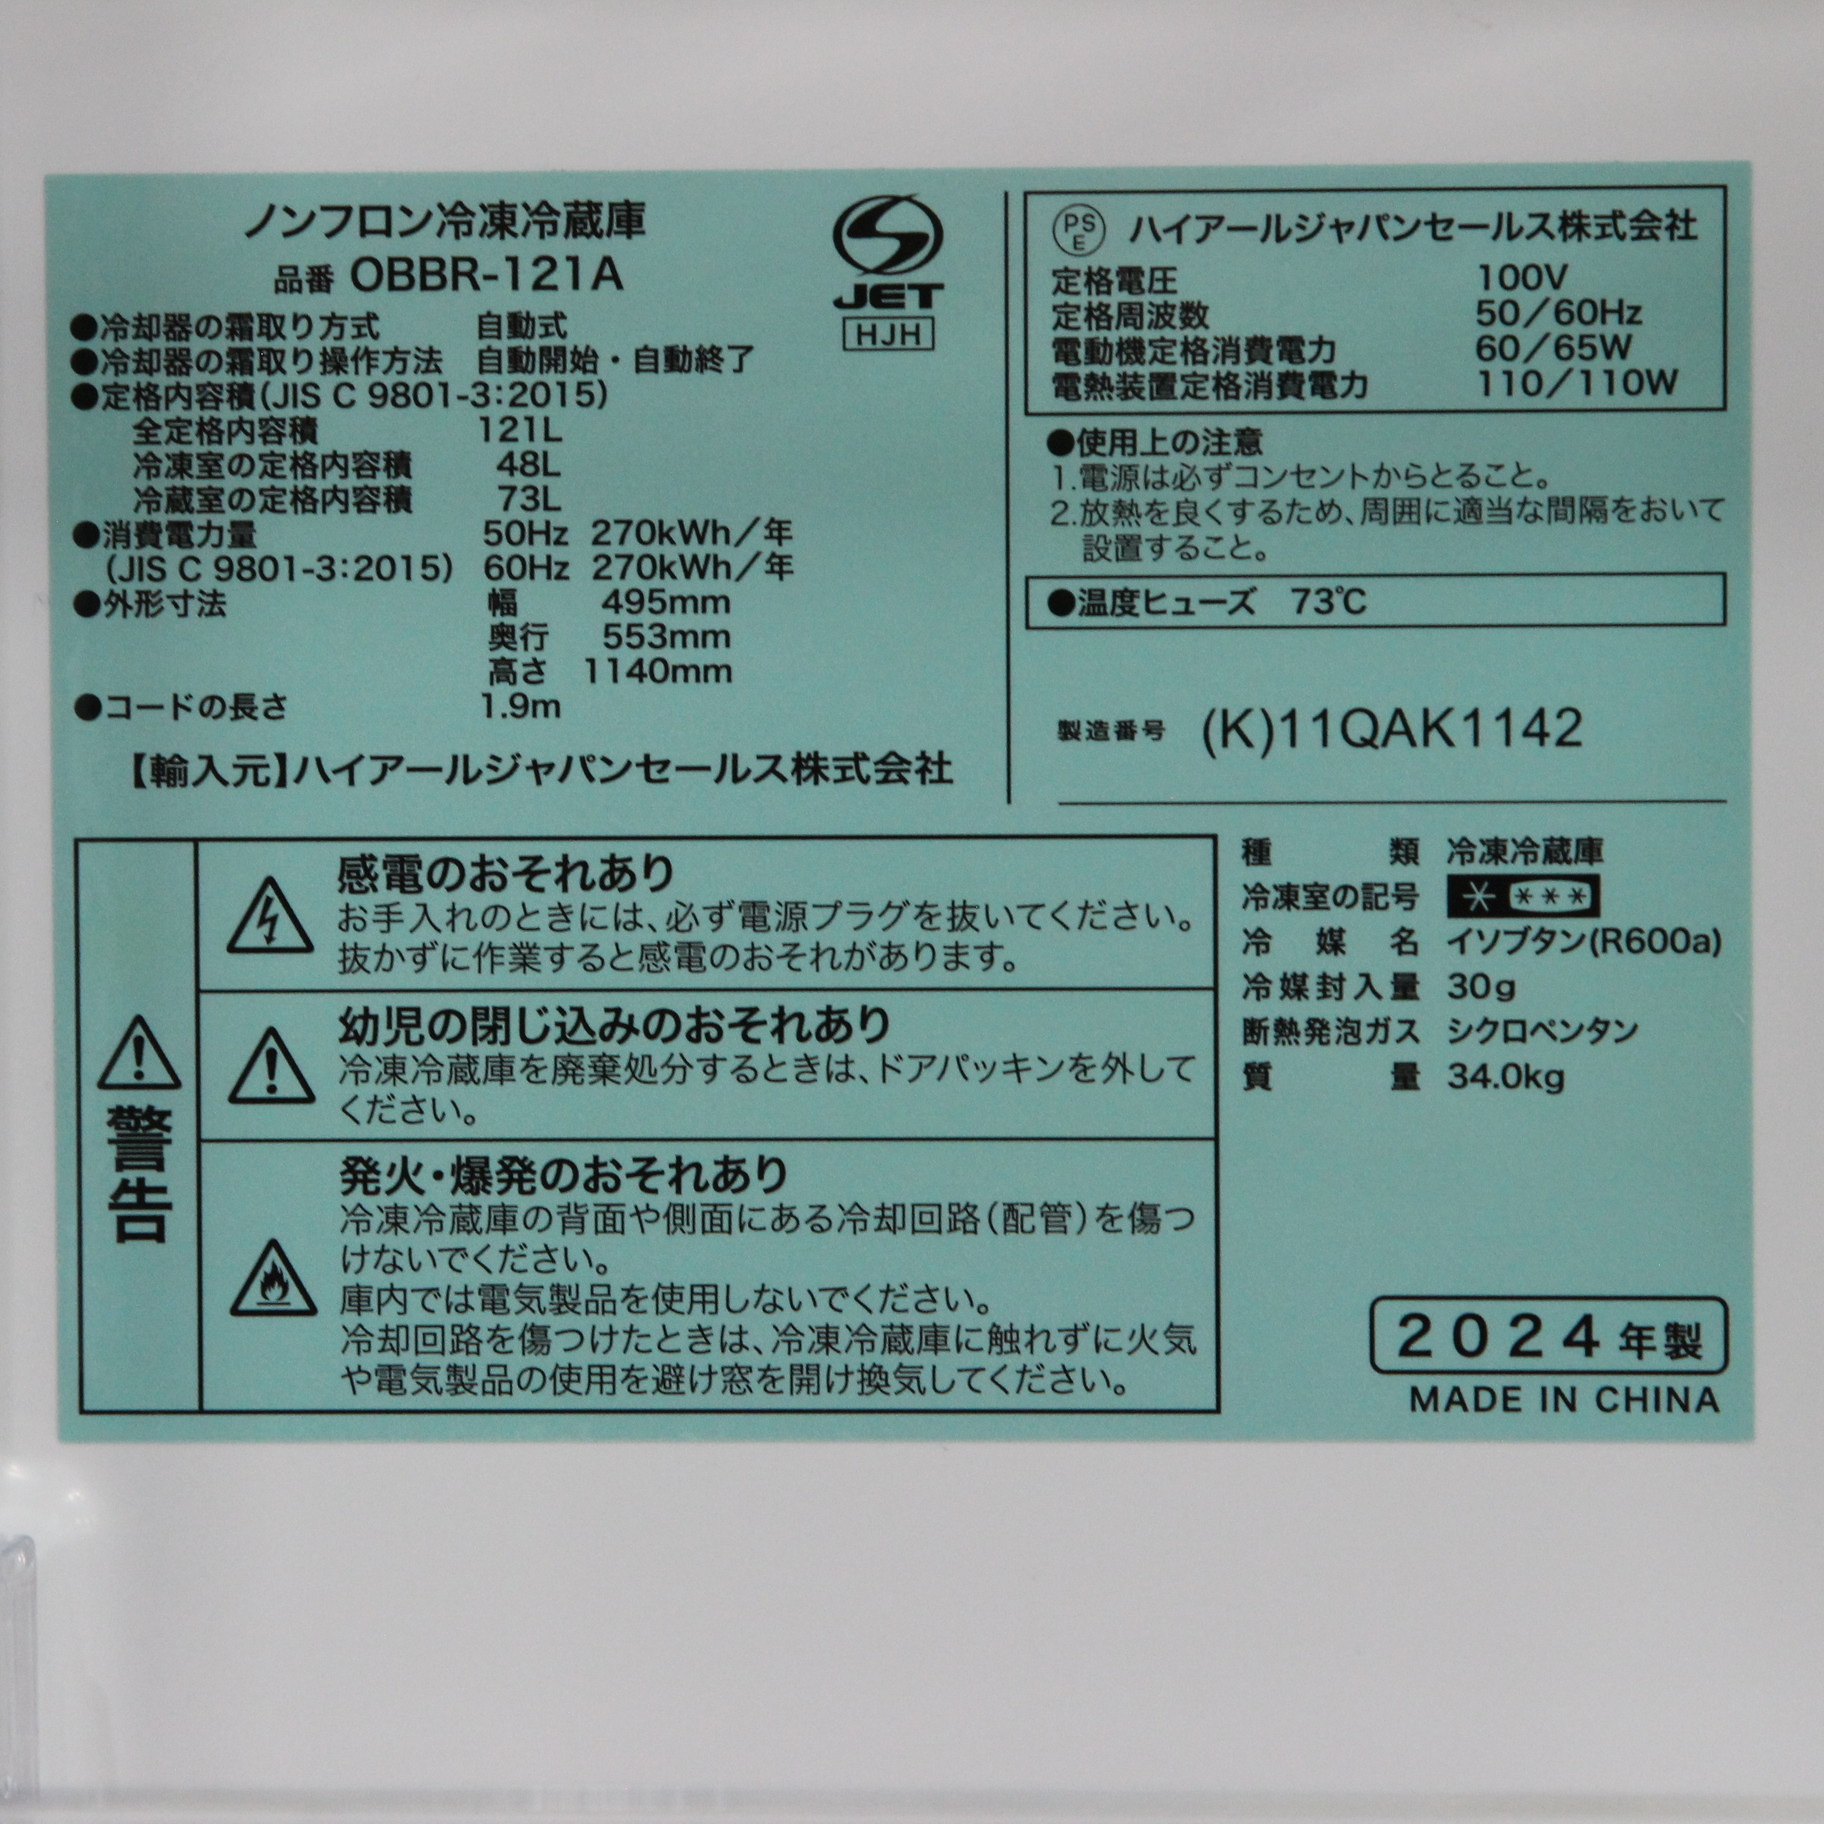 ノンフロン冷凍冷蔵庫
品番 OBBR-121A
JET
HJH
●冷却器の霜取り方式 自動式
●冷却器の霜取り操作方法 自動開始・自動終了
●定格内容積(JIS C 9801-3:2015)
全定格内容積 121L
冷凍室の定格内容積 48L
冷蔵室の定格内容積 73L
●消費電力量 50Hz 270kWh/年
(JIS C 9801-3:2015) 60Hz 270kWh/年
●外形寸法 幅 495mm
奥行 553mm
高さ 1140mm
●コードの長さ 1.9m
【輸入元】ハイアールジャパンセールス株式会社
PS
E
ハイアールジャパンセールス株式会社
定格電圧 100V
定格周波数 50/60Hz
電動機定格消費電力 60/65W
電熱装置定格消費電力 110/110W
●使用上の注意
1.電源は必ずコンセントからとること。
2.放熱を良くするため、周囲に適当な間隔をおいて
設置すること。
●温度ヒューズ 73℃
製造番号 (K)11QAK1142
警告
感電のおそれあり
お手入れのときには、必ず電源プラグを抜いてください。
抜かずに作業すると感電のおそれがあります。
幼児の閉じ込みのおそれあり
冷凍冷蔵庫を廃棄処分するときは、ドアパッキンを外して
ください。
発火・爆発のおそれあり
冷凍冷蔵庫の背面や側面にある冷却回路(配管)を傷つ
けないでください。
庫内では電気製品を使用しないでください。
冷却回路を傷つけたときは、冷凍冷蔵庫に触れずに火気
や電気製品の使用を避け窓を開け換気してください。
種類 冷凍冷蔵庫
冷凍室の記号 * ***
冷媒名 イソブタン(R600a)
冷媒封入量 30g
断熱発泡ガス シクロペンタン
質量 34.0kg
2024年製
MADE IN CHINA